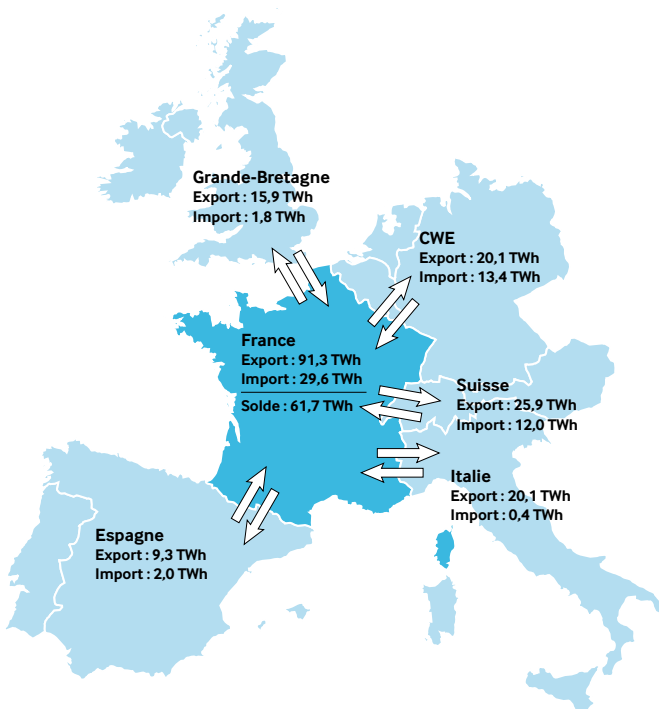 Grande-Bretagne
Export : 15,9 TWh
Import : 1,8 TWh
CWE
Export : 20,1 TWh
Import : 13,4 TWh
France
Export : 91,3 TWh
Import : 29,6 TWh
Solde : 61,7 TWh
Suisse
Export : 25,9 TWh
Import : 12,0 TWh
Italie
Export : 20,1 TWh
Import : 0,4 TWh
Espagne
Export : 9,3 TWh
Import : 2,0 TWh